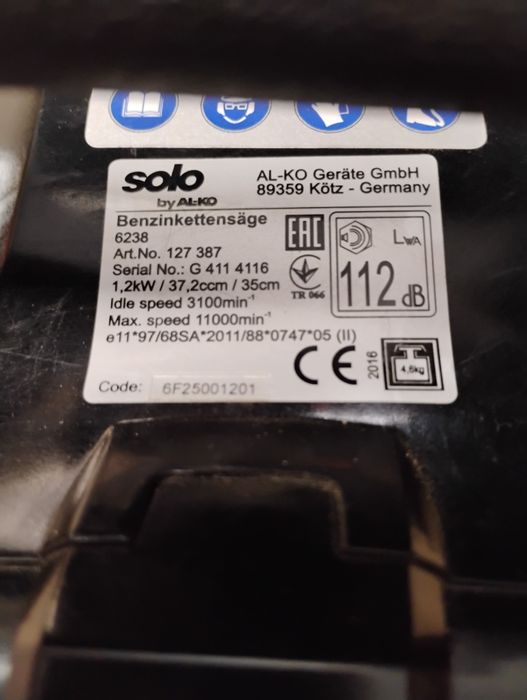 solo
by AL-KO
AL-KO Geräte GmbH
89359 Kötz - Germany
Benzinkettensäge
6238
Art.No. 127 387
Serial No.: G 411 4116
1,2kW / 37,2ccm / 35cm
Idle speed 3100min⁻¹
Max. speed 11000min⁻¹
e11*97/68SA*2011/88*0747*05 (II)
EAC
TR 066
LWA
112 dB
CE
2016
4,6kg
Code: 6F25001201